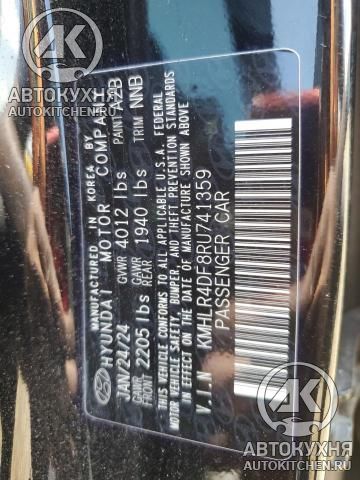 АВТОКУХНЯ
AUTOKITCHEN.RU
MANUFACTURED IN KOREA BY
HYUNDAI MOTOR COMPANY
JAN/24/24 GVWR 4012 lbs PAINT A2B
GAWR FRONT 2205 lbs GAWR REAR 1940 lbs TRIM NNB
THIS VEHICLE CONFORMS TO ALL APPLICABLE U.S.A. FEDERAL
MOTOR VEHICLE SAFETY, BUMPER, AND THEFT PREVENTION STANDARDS
IN EFFECT ON THE DATE OF MANUFACTURE SHOWN ABOVE
V.I.N KMHLR4DF8RU741359
PASSENGER CAR
АВТОКУХНЯ
AUTOKITCHEN.RU